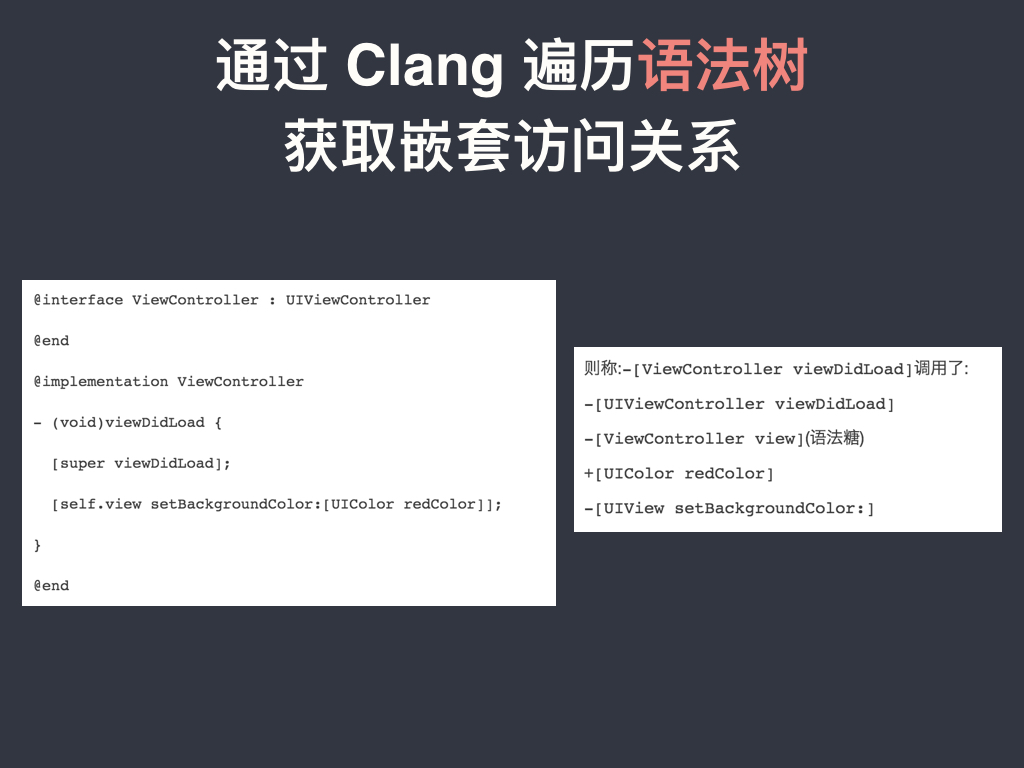 通过 Clang 遍历语法树
获取嵌套访问关系
@interface ViewController : UIViewController
@end
@implementation ViewController
- (void)viewDidLoad {
[super viewDidLoad];
[self.view setBackgroundColor:[UIColor redColor]];
}
@end
则称:-[ViewController viewDidLoad]调用了:
-[UIViewController viewDidLoad]
-[ViewController view](语法糖)
+[UIColor redColor]
-[UIView setBackgroundColor:]